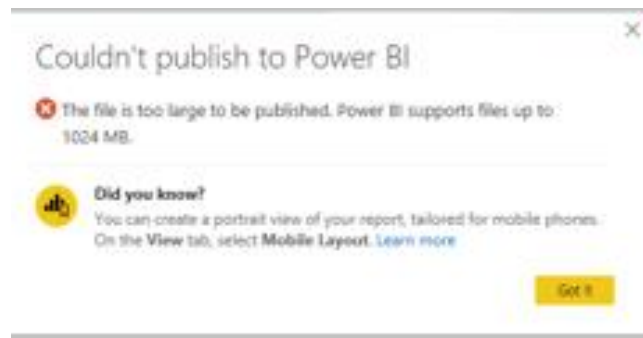 Couldn't publish to Power BI
The file is too large to be published. Power BI supports files up to
1024 MB.
Did you know?
You can create a portrait view of your report, tailored for mobile phones.
On the View tab, select Mobile Layout. Learn more
Got it